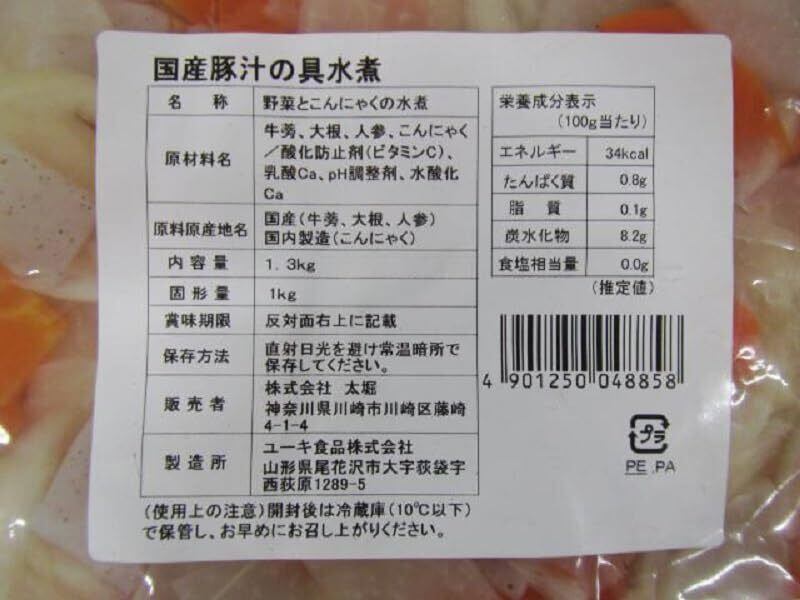 国産豚汁の具水煮
名称 野菜とこんにゃくの水煮
原材料名 牛蒡、大根、人参、こんにゃく
／酸化防止剤(ビタミンC)、
乳酸Ca、pH調整剤、水酸化
Ca
原料原産地名 国産(牛蒡、大根、人参)
国内製造(こんにゃく)
内容量 1.3kg
固形量 1kg
賞味期限 反対面右上に記載
保存方法 直射日光を避け常温暗所で
保存してください。
販売者 株式会社 太堀
神奈川県川崎市川崎区藤崎
4-1-4
製造所 ユーキ食品株式会社
山形県尾花沢市大字荻袋字
西荻原1289-5
(使用上の注意)開封後は冷蔵庫(10℃以下)
で保管し、お早めにお召し上がりください。
栄養成分表示
(100g当たり)
エネルギー 34kcal
たんぱく質 0.8g
脂質 0.1g
炭水化物 8.2g
食塩相当量 0.0g
(推定値)
4 901250 048858
プラ
PE .PA